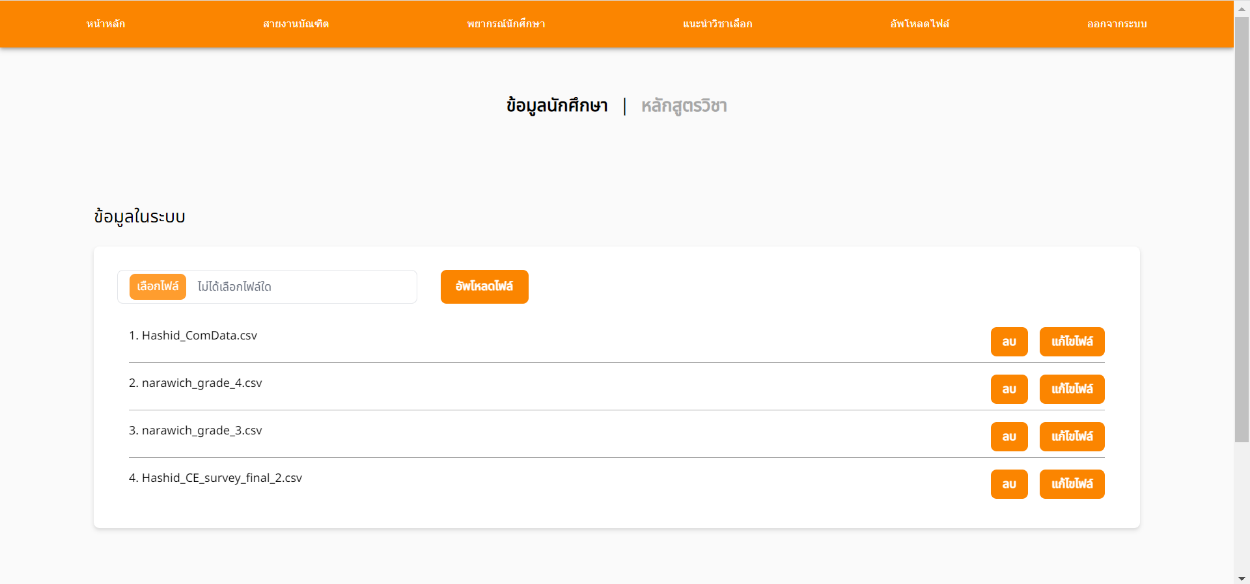 หน้าหลัก สายงานบัณฑิต พยากรณ์นักศึกษา แนะนำวิชาเลือก อัพโหลดไฟล์ ออกจากระบบ
ข้อมูลนักศึกษา | หลักสูตรวิชา
ข้อมูลในระบบ
เลือกไฟล์ ไม่ได้เลือกไฟล์ใด อัพโหลดไฟล์
1. Hashid_ComData.csv ลบ แก้ไขไฟล์
2. narawich_grade_4.csv ลบ แก้ไขไฟล์
3. narawich_grade_3.csv ลบ แก้ไขไฟล์
4. Hashid_CE_survey_final_2.csv ลบ แก้ไขไฟล์